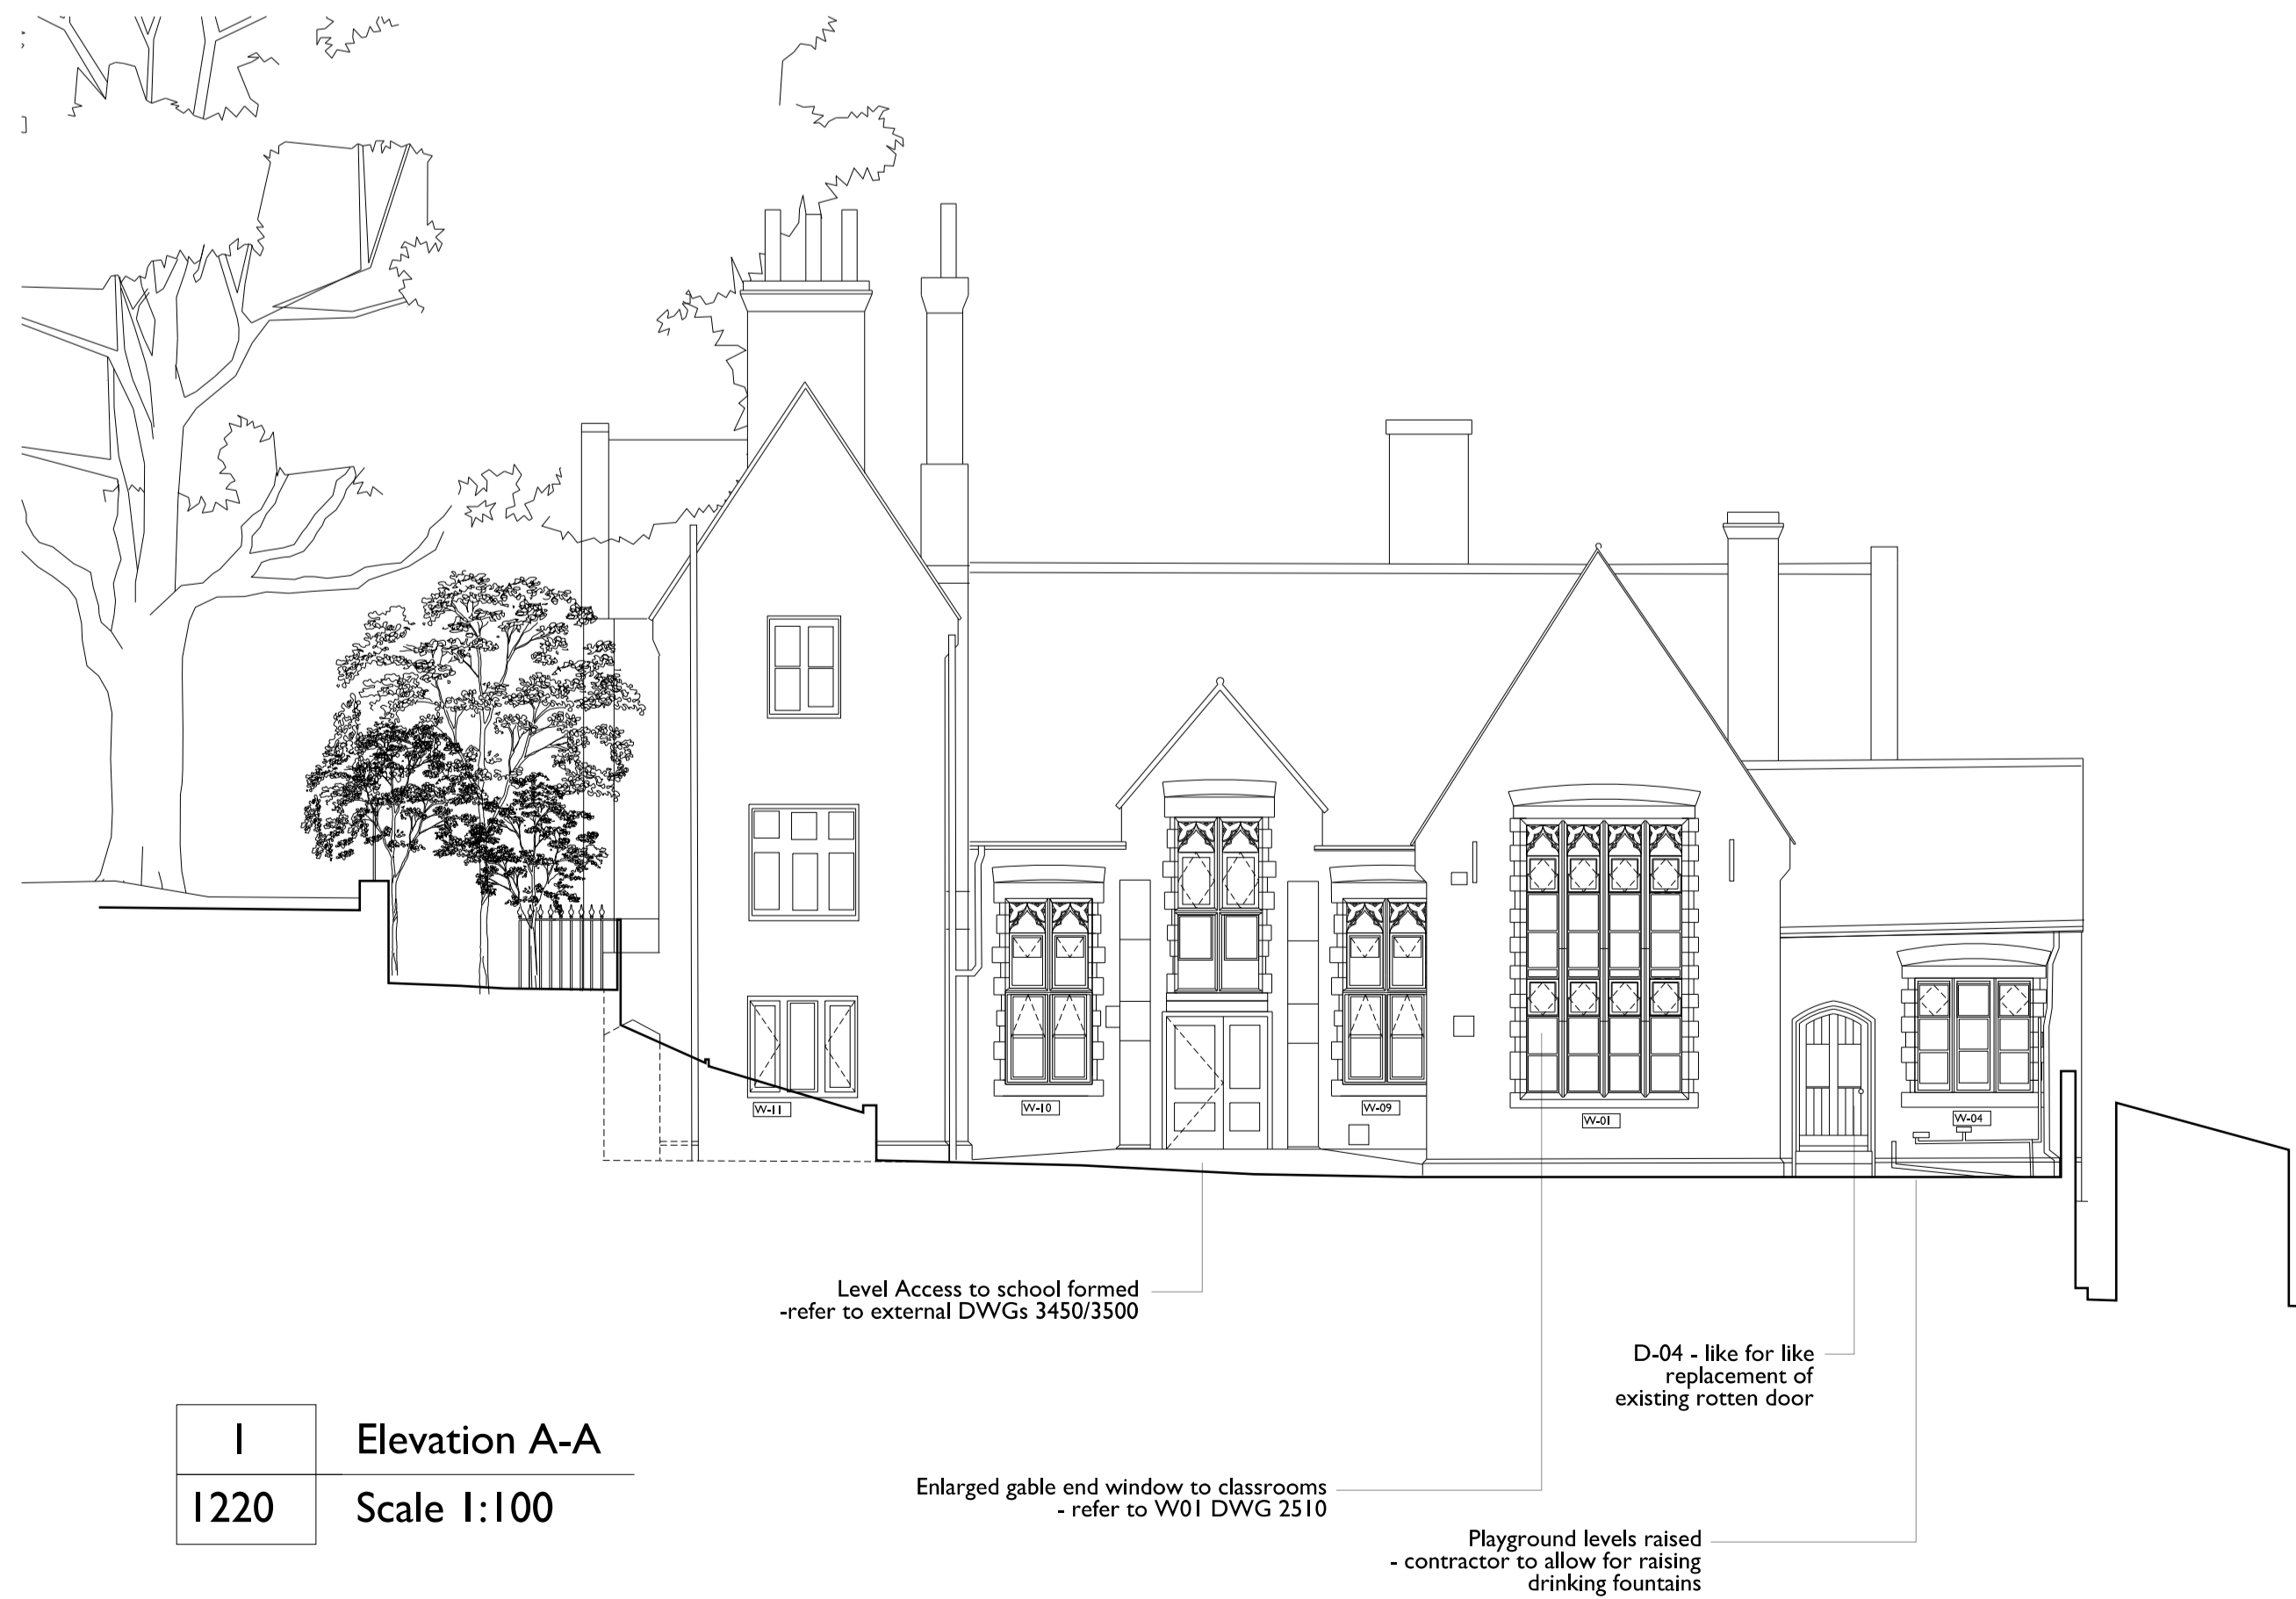 W-11
W-10
W-09
W-01
W-04
Level Access to school formed
-refer to external DWGs 3450/3500
D-04 - like for like
replacement of
existing rotten door
1
Elevation A-A
1220
Scale 1:100
Enlarged gable end window to classrooms
- refer to W01 DWG 2510
Playground levels raised
- contractor to allow for raising
drinking fountains